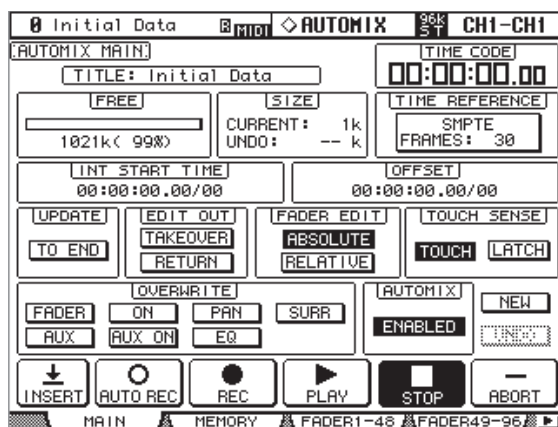 0 Initial Data B MIDI ◇AUTOMIX 96k ST CH1-CH1
AUTOMIX MAIN
TITLE: Initial Data
TIME CODE
00:00:00.00
FREE
1021k( 99%)
SIZE
CURRENT: 1k
UNDO: -- k
TIME REFERENCE
SMPTE
FRAMES: 30
INT START TIME
00:00:00.00/00
OFFSET
00:00:00.00/00
UPDATE
TO END
EDIT OUT
TAKEOVER
RETURN
FADER EDIT
ABSOLUTE
RELATIVE
TOUCH SENSE
TOUCH LATCH
OVERWRITE
FADER ON PAN SURR
AUX AUX ON EQ
AUTOMIX
ENABLED
NEW
UNDO
INSERT AUTO REC REC PLAY STOP ABORT
MAIN MEMORY FADER1-48 FADER49-96